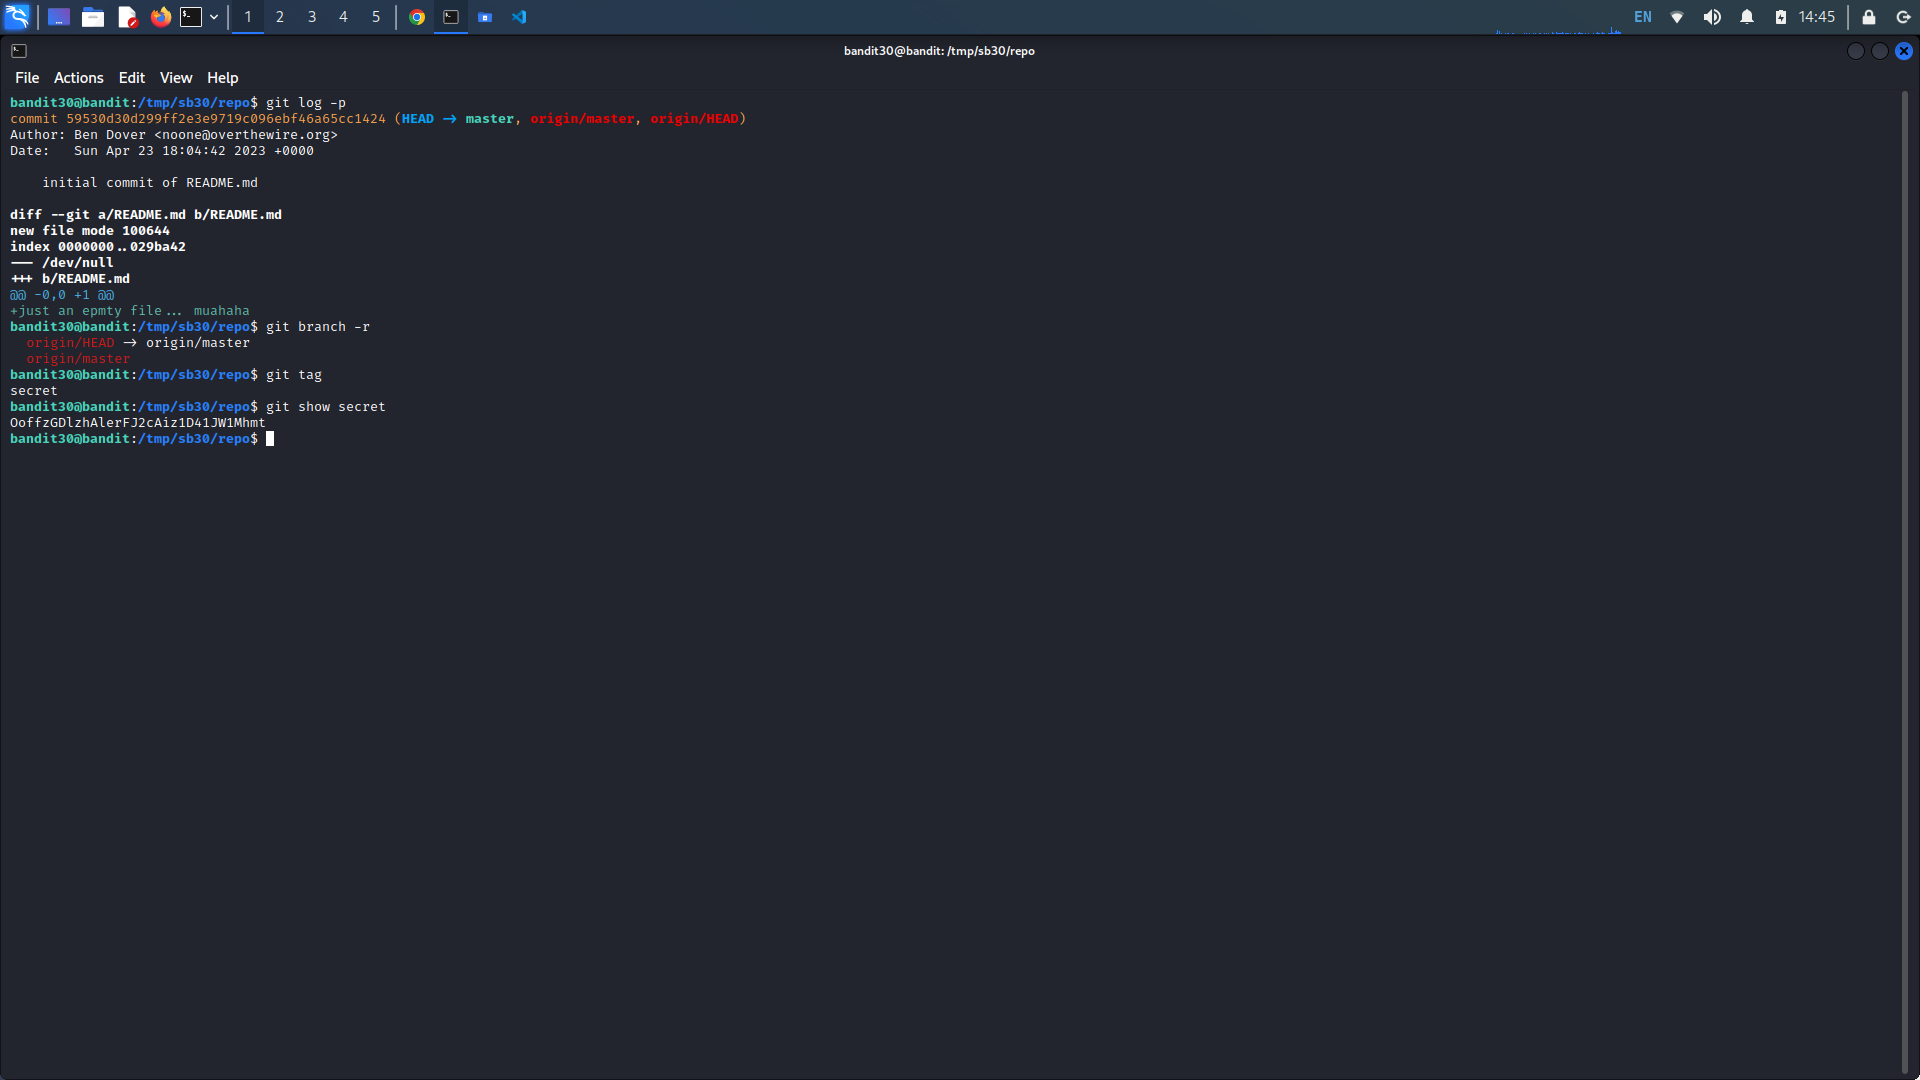 1 2 3 4 5 EN 14:45
bandit30@bandit: /tmp/sb30/repo
File Actions Edit View Help
bandit30@bandit:/tmp/sb30/repo$ git log -p
commit 59530d30d299ff2e3e9719c096ebf46a65cc1424 (HEAD -> master, origin/master, origin/HEAD)
Author: Ben Dover <noone@overthewire.org>
Date:   Sun Apr 23 18:04:42 2023 +0000
    initial commit of README.md
diff --git a/README.md b/README.md
new file mode 100644
index 0000000..029ba42
--- /dev/null
+++ b/README.md
@@ -0,0 +1 @@
+just an epmty file... muahaha
bandit30@bandit:/tmp/sb30/repo$ git branch -r
  origin/HEAD -> origin/master
  origin/master
bandit30@bandit:/tmp/sb30/repo$ git tag
secret
bandit30@bandit:/tmp/sb30/repo$ git show secret
OoffzGDlzhAlerFJ2cAiz1D41JW1Mhmt
bandit30@bandit:/tmp/sb30/repo$